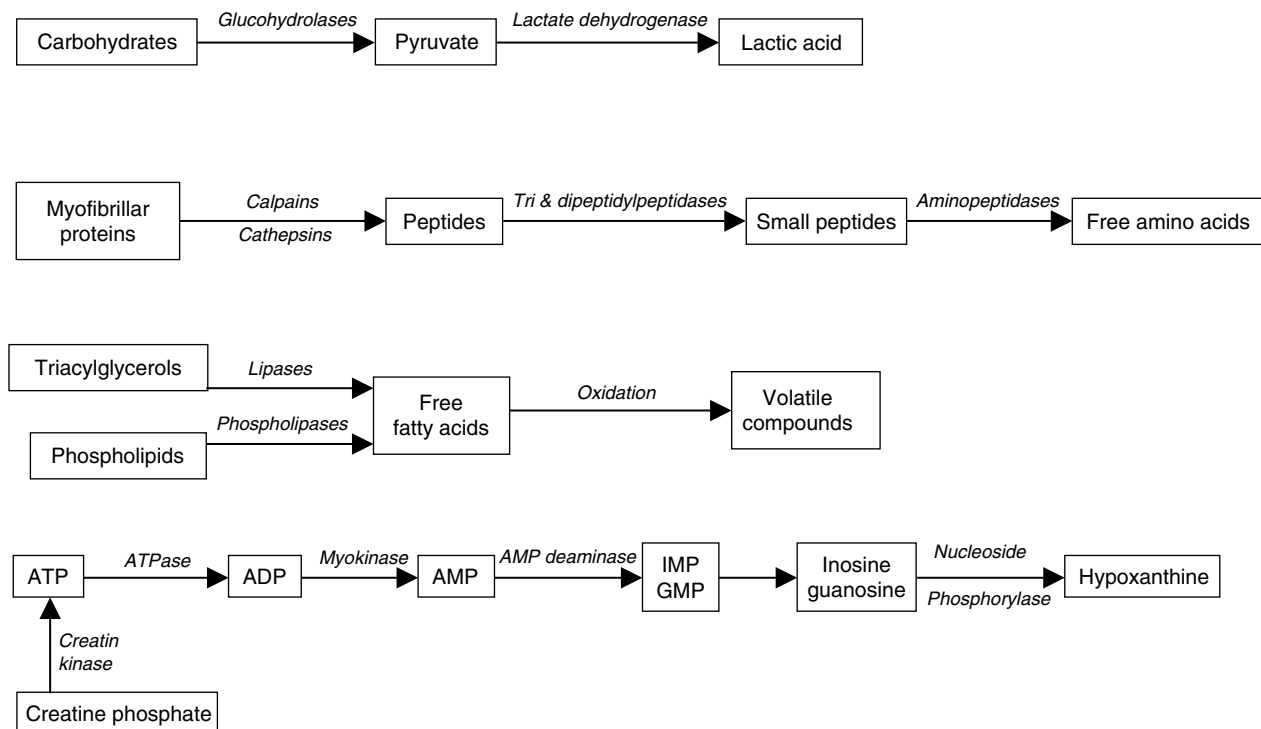 Glucohydrolases
Lactate dehydrogenase
Carbohydrates
Pyruvate
Lactic acid
Myofibrillar
proteins
Calpains
Cathepsins
Peptides
Tri & dipeptidylpeptidases
Small peptides
Aminopeptidases
Free amino acids
Triacylglycerols
Lipases
Phospholipids
Phospholipases
Free
fatty acids
Oxidation
Volatile
compounds
ATP
ATPase
ADP
Myokinase
AMP
AMP deaminase
IMP
GMP
Inosine
guanosine
Nucleoside
Phosphorylase
Hypoxanthine
Creatin
kinase
Creatine phosphate